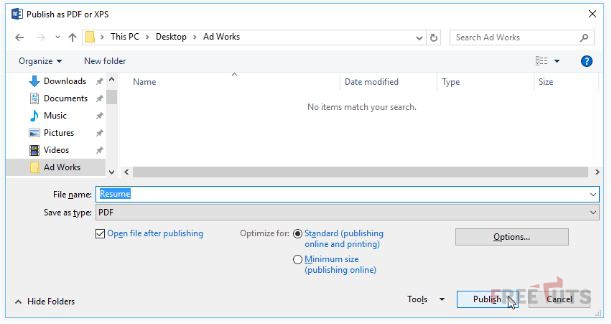 Publish as PDF or XPS
This PC > Desktop > Ad Works
Search Ad Works
Organize
New folder
Name
Date modified
Type
Size
Downloads
Documents
Music
Pictures
Videos
Ad Works
No items match your search.
File name:
Resume
Save as type:
PDF
Open file after publishing
Optimize for:
Standard (publishing
online and printing)
Minimum size
(publishing online)
Options...
Hide Folders
Tools
Publish
Cancel